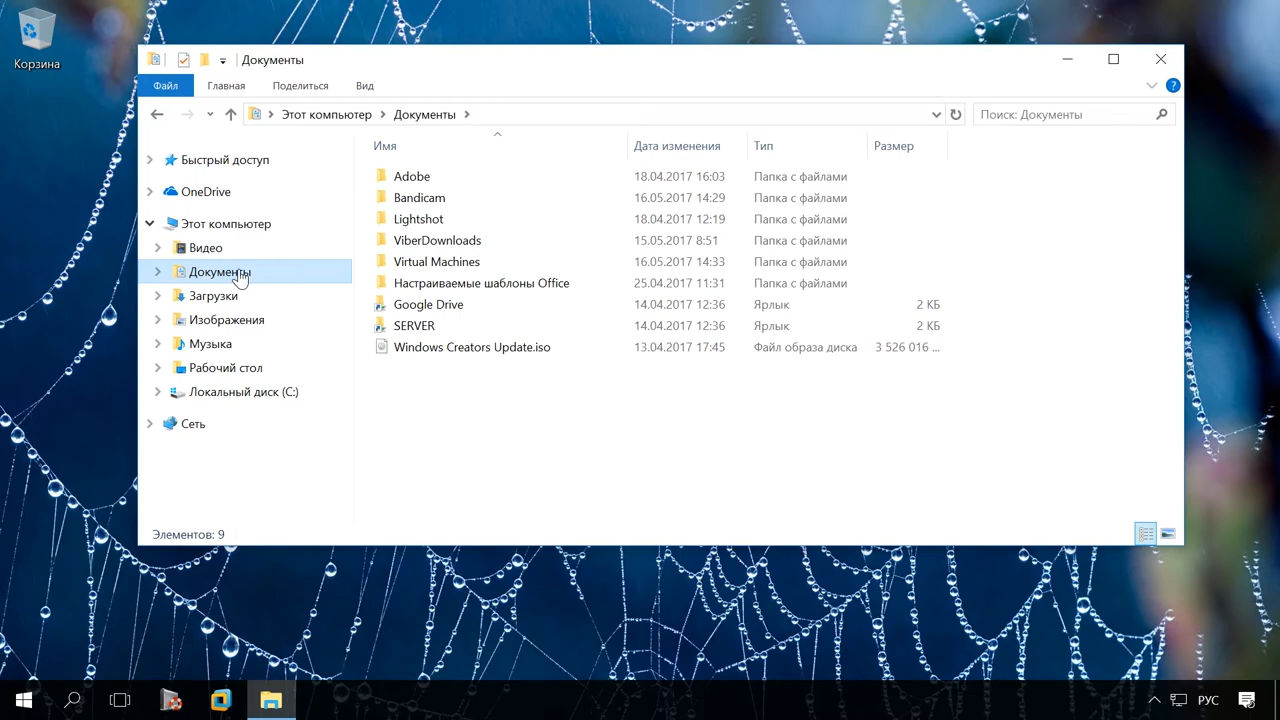 Корзина
Документы
Файл Главная Поделиться Вид
Этот компьютер Документы Поиск: Документы
Имя Дата изменения Тип Размер
Быстрый доступ
OneDrive
Этот компьютер
Видео
Документы
Загрузки
Изображения
Музыка
Рабочий стол
Локальный диск (C:)
Сеть
Adobe 18.04.2017 16:03 Папка с файлами
Bandicam 16.05.2017 14:29 Папка с файлами
Lightshot 18.04.2017 12:19 Папка с файлами
ViberDownloads 15.05.2017 8:51 Папка с файлами
Virtual Machines 16.05.2017 14:33 Папка с файлами
Настраиваемые шаблоны Office 25.04.2017 11:31 Папка с файлами
Google Drive 14.04.2017 12:36 Ярлык 2 КБ
SERVER 14.04.2017 12:36 Ярлык 2 КБ
Windows Creators Update.iso 13.04.2017 17:45 Файл образа диска 3 526 016 ...
Элементов: 9
РУС